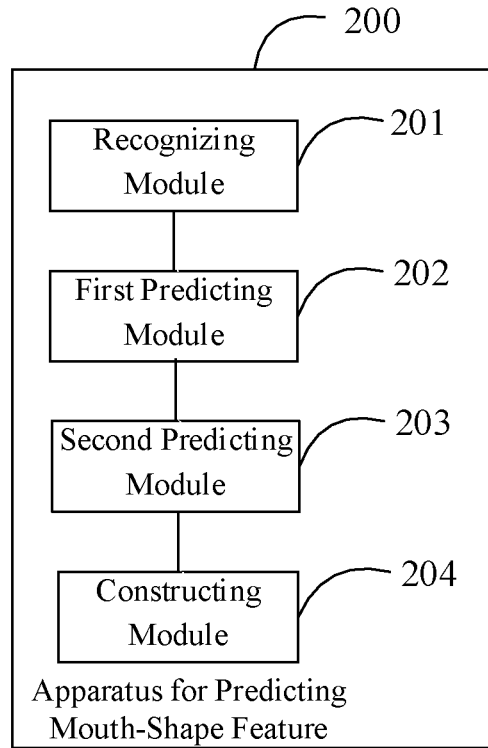 200
Recognizing
Module
201
First Predicting
Module
202
Second Predicting
Module
203
Constructing
Module
204
Apparatus for Predicting
Mouth-Shape Feature